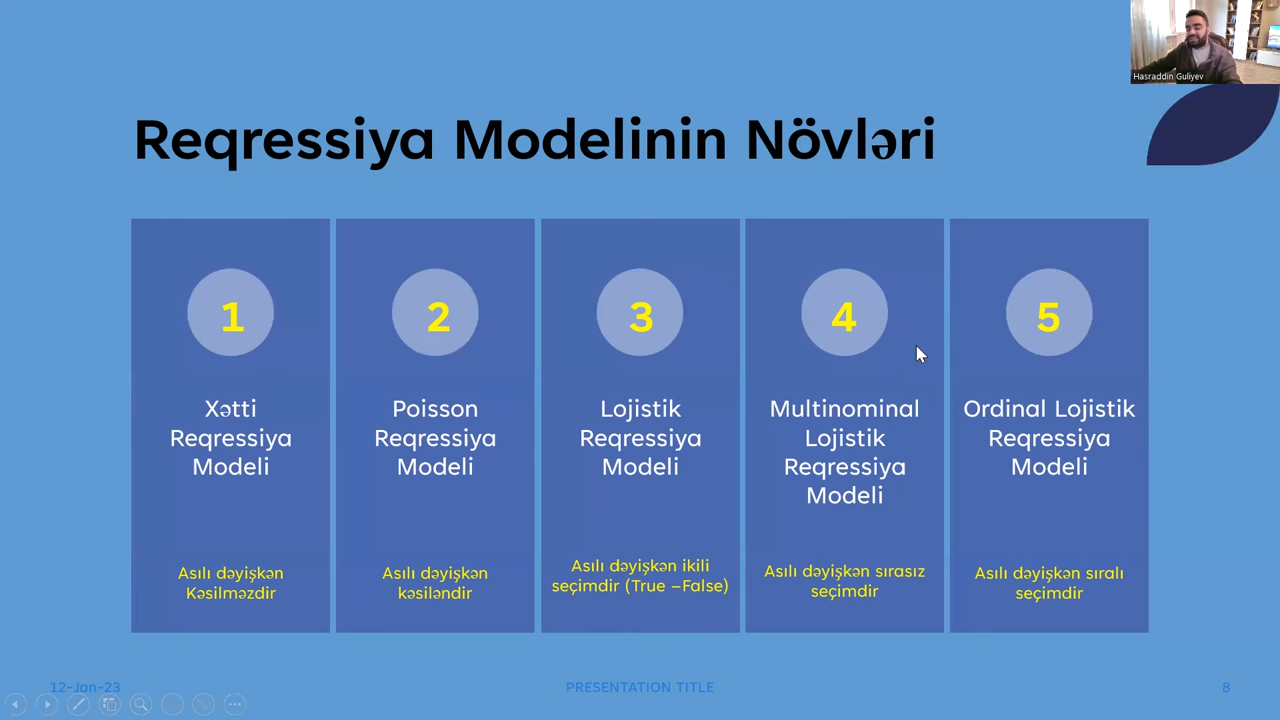 Hasraddin Guliyev
Reqressiya Modelinin Növləri
1
Xətti
Reqressiya
Modeli
Asılı dəyişkən
Kəsilməzdir
2
Poisson
Reqressiya
Modeli
Asılı dəyişkən
kəsiləndir
3
Lojistik
Reqressiya
Modeli
Asılı dəyişkən ikili
seçimdir (True –False)
4
Multinominal
Lojistik
Reqressiya
Modeli
Asılı dəyişkən sırasız
seçimdir
5
Ordinal Lojistik
Reqressiya
Modeli
Asılı dəyişkən sıralı
seçimdir
12-Jan-23
PRESENTATION TITLE
8